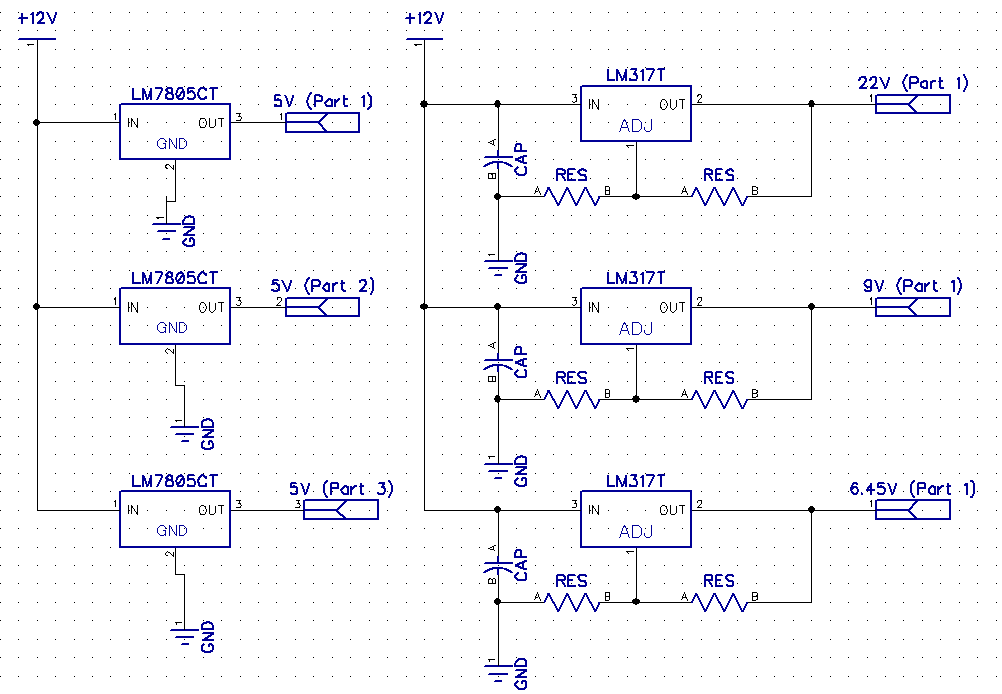 +12V
1
LM7805CT
5V (Part 1)
1 IN OUT 3 1
GND
2
1
GND
LM7805CT
5V (Part 2)
1 IN OUT 3 2
GND
2
1
GND
LM7805CT
5V (Part 3)
1 IN OUT 3 3
GND
2
1
GND
+12V
1
LM317T
22V (Part 1)
3 IN OUT 2 1
ADJ
1
A
CAP
B
RES RES
A B A B
1
GND
LM317T
9V (Part 1)
3 IN OUT 2 1
ADJ
1
A
CAP
B
RES RES
A B A B
1
GND
LM317T
6.45V (Part 1)
3 IN OUT 2 1
ADJ
1
A
CAP
B
RES RES
A B A B
1
GND